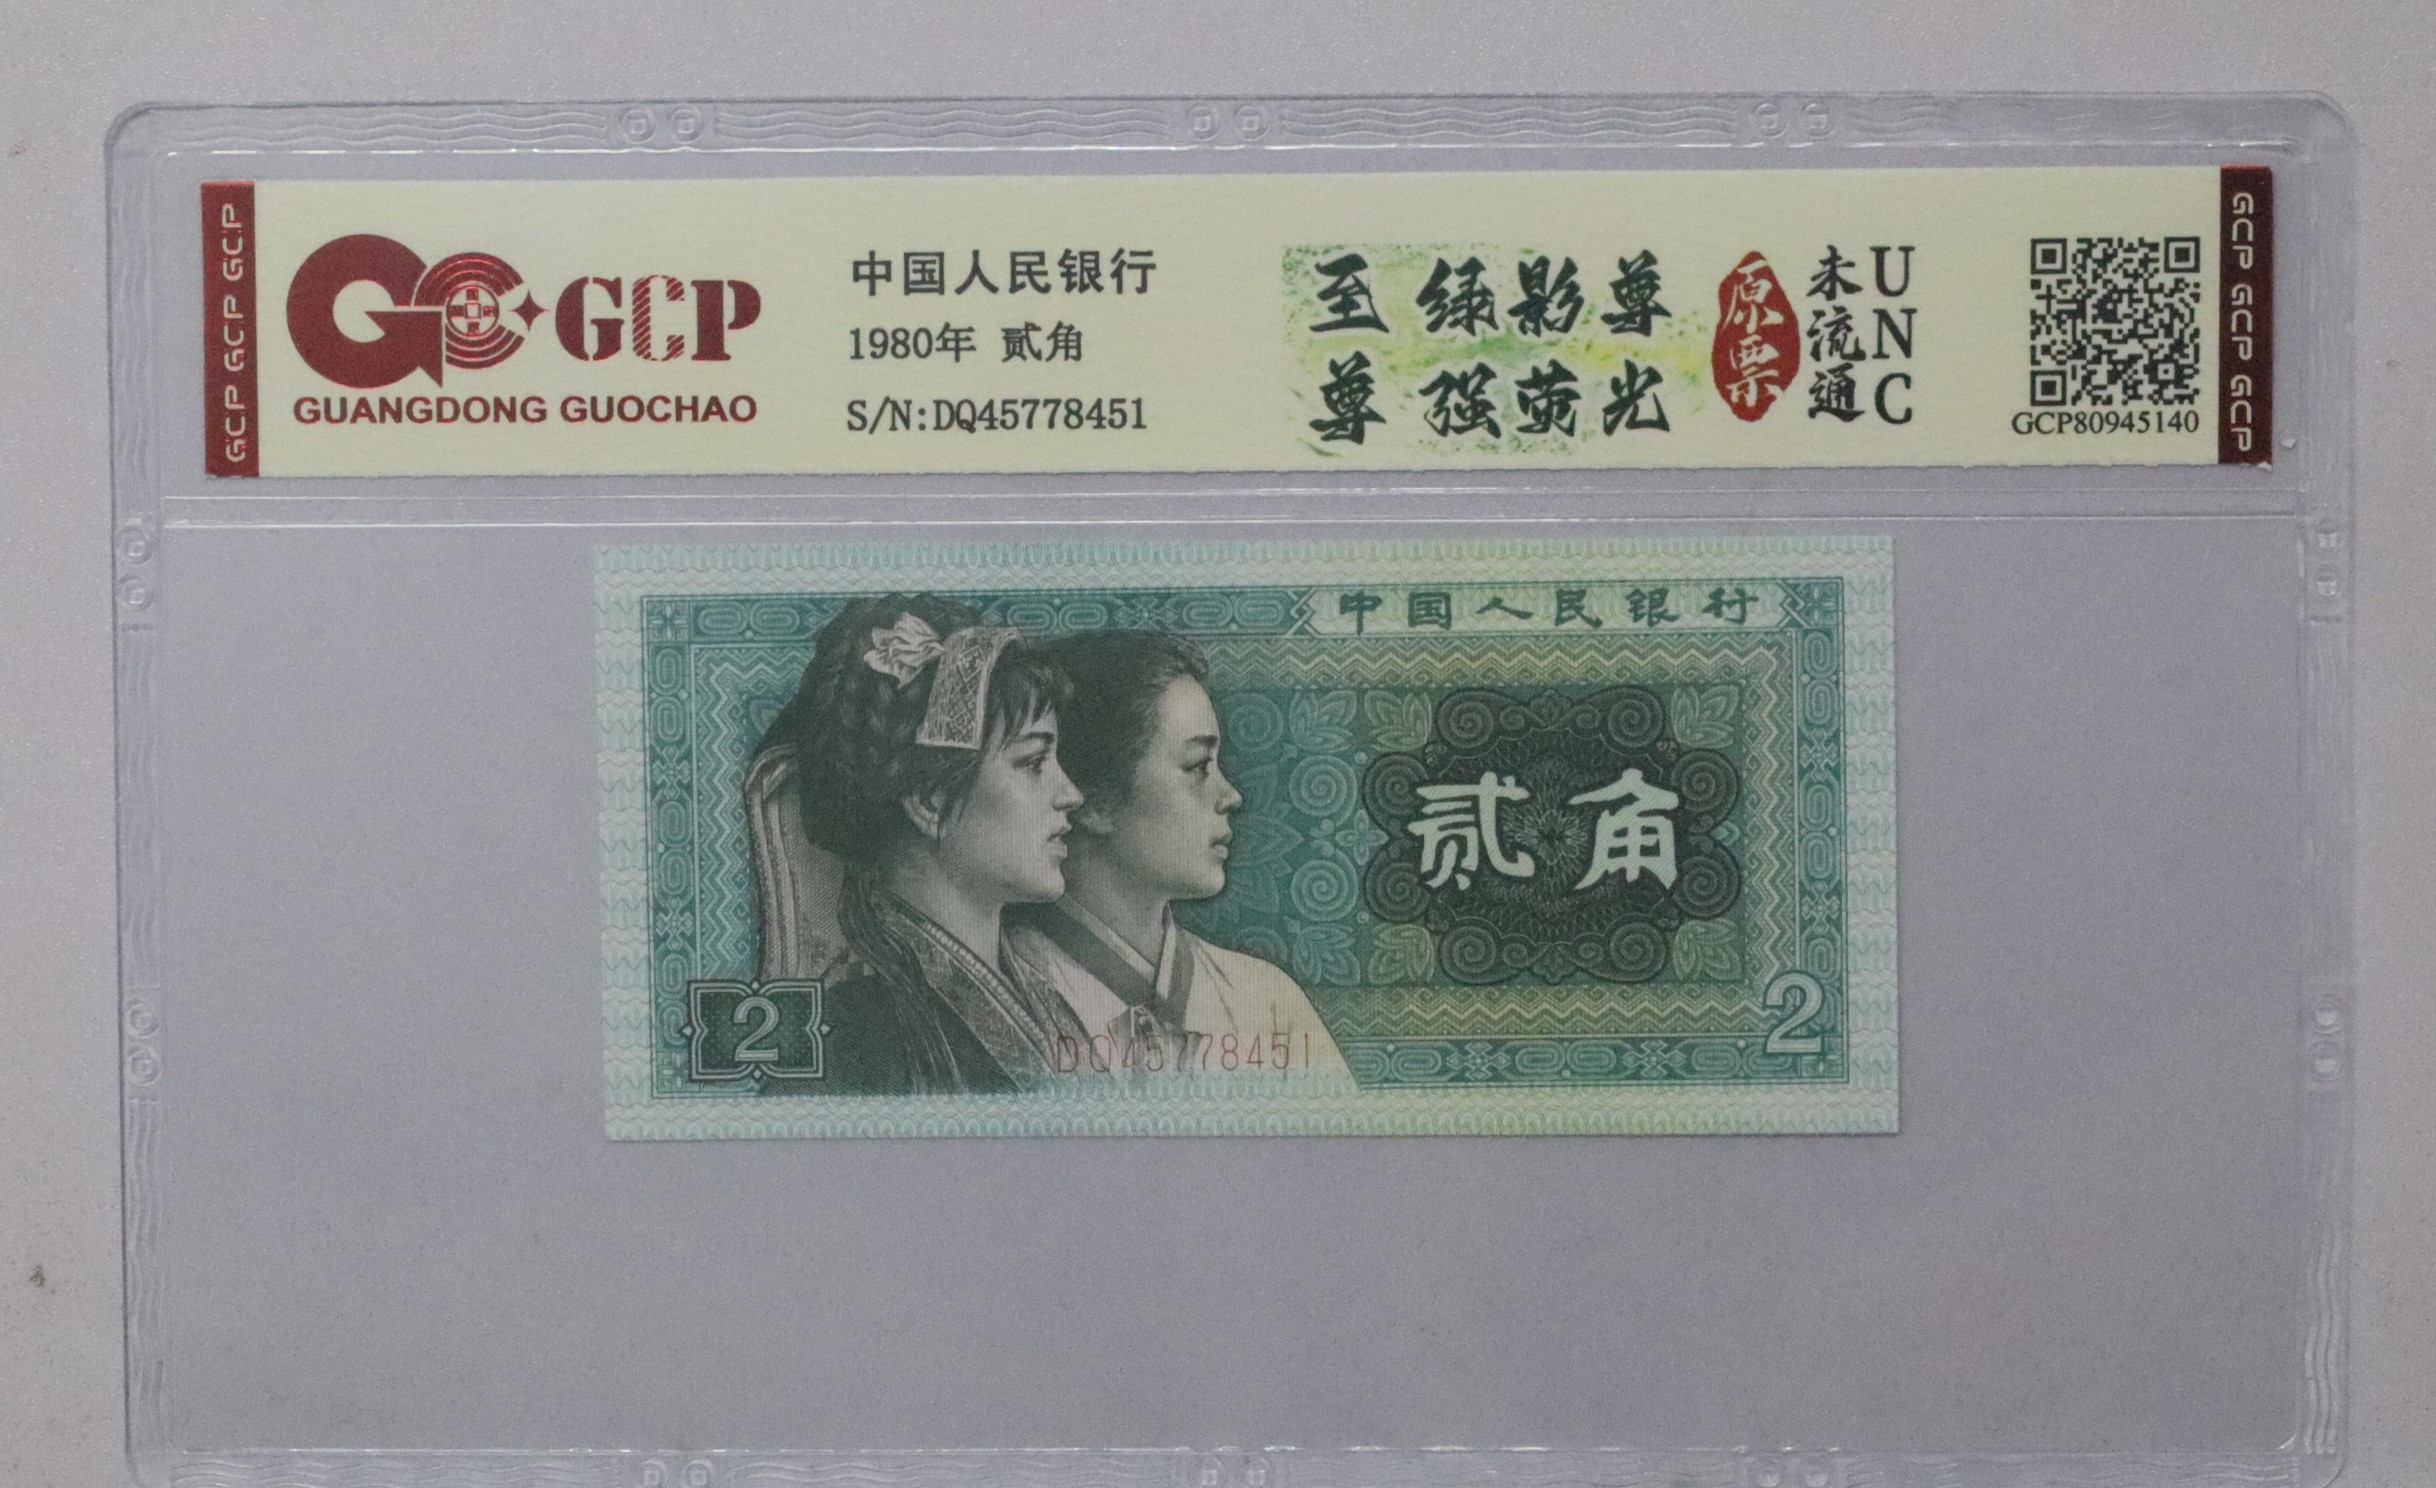 GCP GCP GCP
GCP
GUANGDONG GUOCHAO
中国人民银行
1980年 贰角
S/N:DQ45778451
至尊
绿影尊
强荧光
原票
未流通
UNC
GCP80945140
GCP GCP GCP
中国人民银行
贰角
2
2
DQ45778451